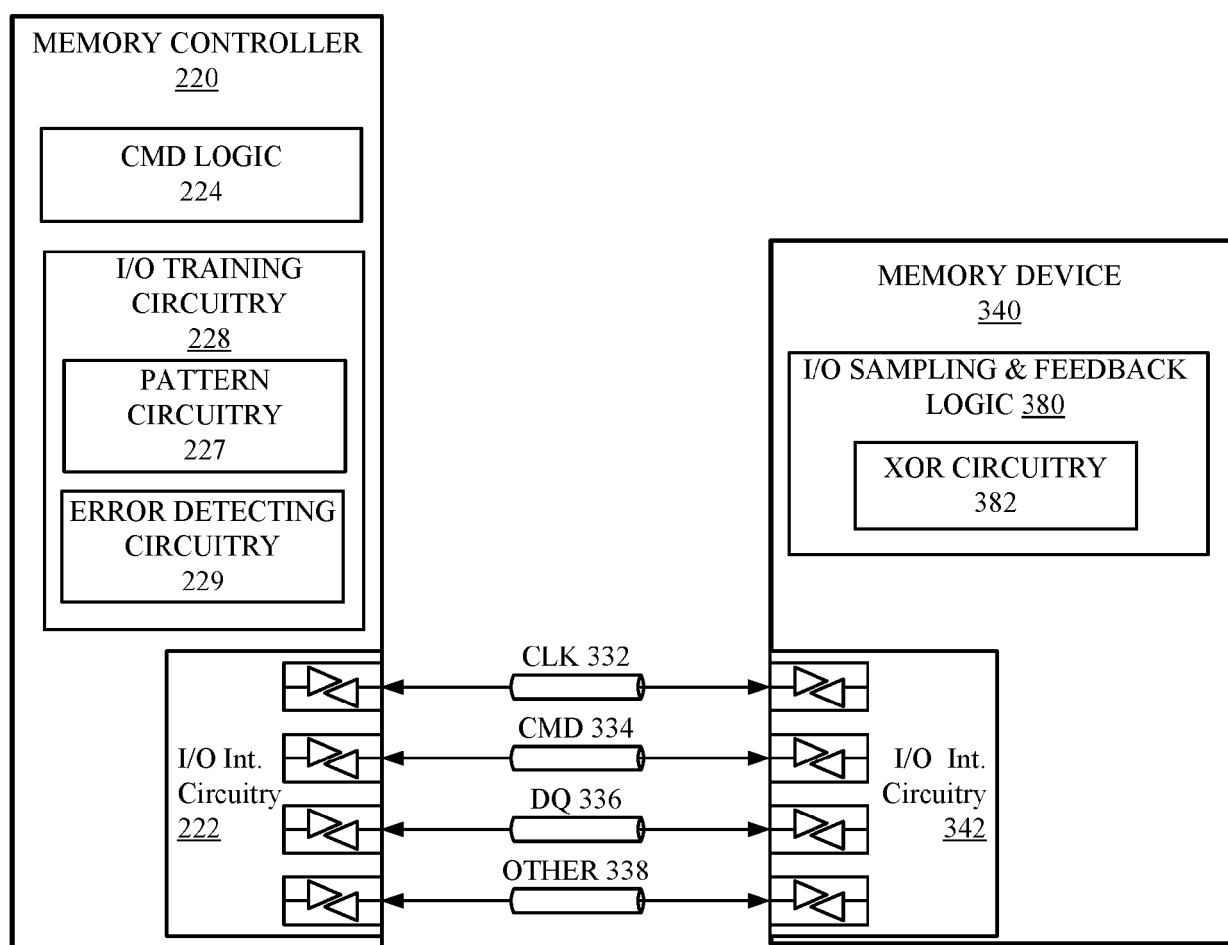 MEMORY CONTROLLER
220
CMD LOGIC
224
I/O TRAINING
CIRCUITRY
228
PATTERN
CIRCUITRY
227
ERROR DETECTING
CIRCUITRY
229
I/O Int.
Circuitry
222
CLK 332
CMD 334
DQ 336
OTHER 338
MEMORY DEVICE
340
I/O SAMPLING & FEEDBACK
LOGIC 380
XOR CIRCUITRY
382
I/O Int.
Circuitry
342